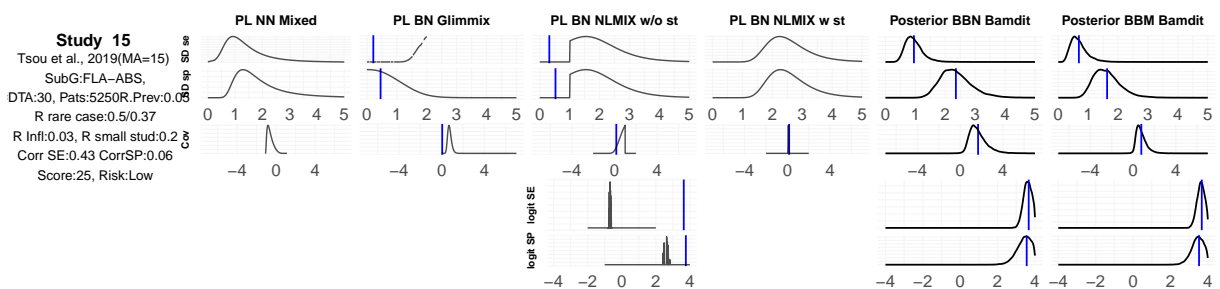 PL NN Mixed PL BN Glimmix PL BN NLMIX w/o st PL BN NLMIX w st Posterior BBN Bamdit Posterior BBM Bamdit
Study 15
Tsou et al., 2019(MA=15)
SubG:FLA−ABS,
DTA:30, Pats:5250R.Prev:0.05
R rare case:0.5/0.37
R Infl:0.03, R small stud:0.2
Corr SE:0.43 CorrSP:0.06
Score:25, Risk:Low
SD se
SD sp
0 1 2 3 4 5 0 1 2 3 4 5 0 1 2 3 4 5 0 1 2 3 4 5 0 1 2 3 4 5 0 1 2 3 4 5
Cv
−4 0 4 −4 0 4 −4 0 4 −4 0 4 −4 0 4 −4 0 4
logit SE
logit SP
−4 −2 0 2 4 −4 −2 0 2 4 −4 −2 0 2 4